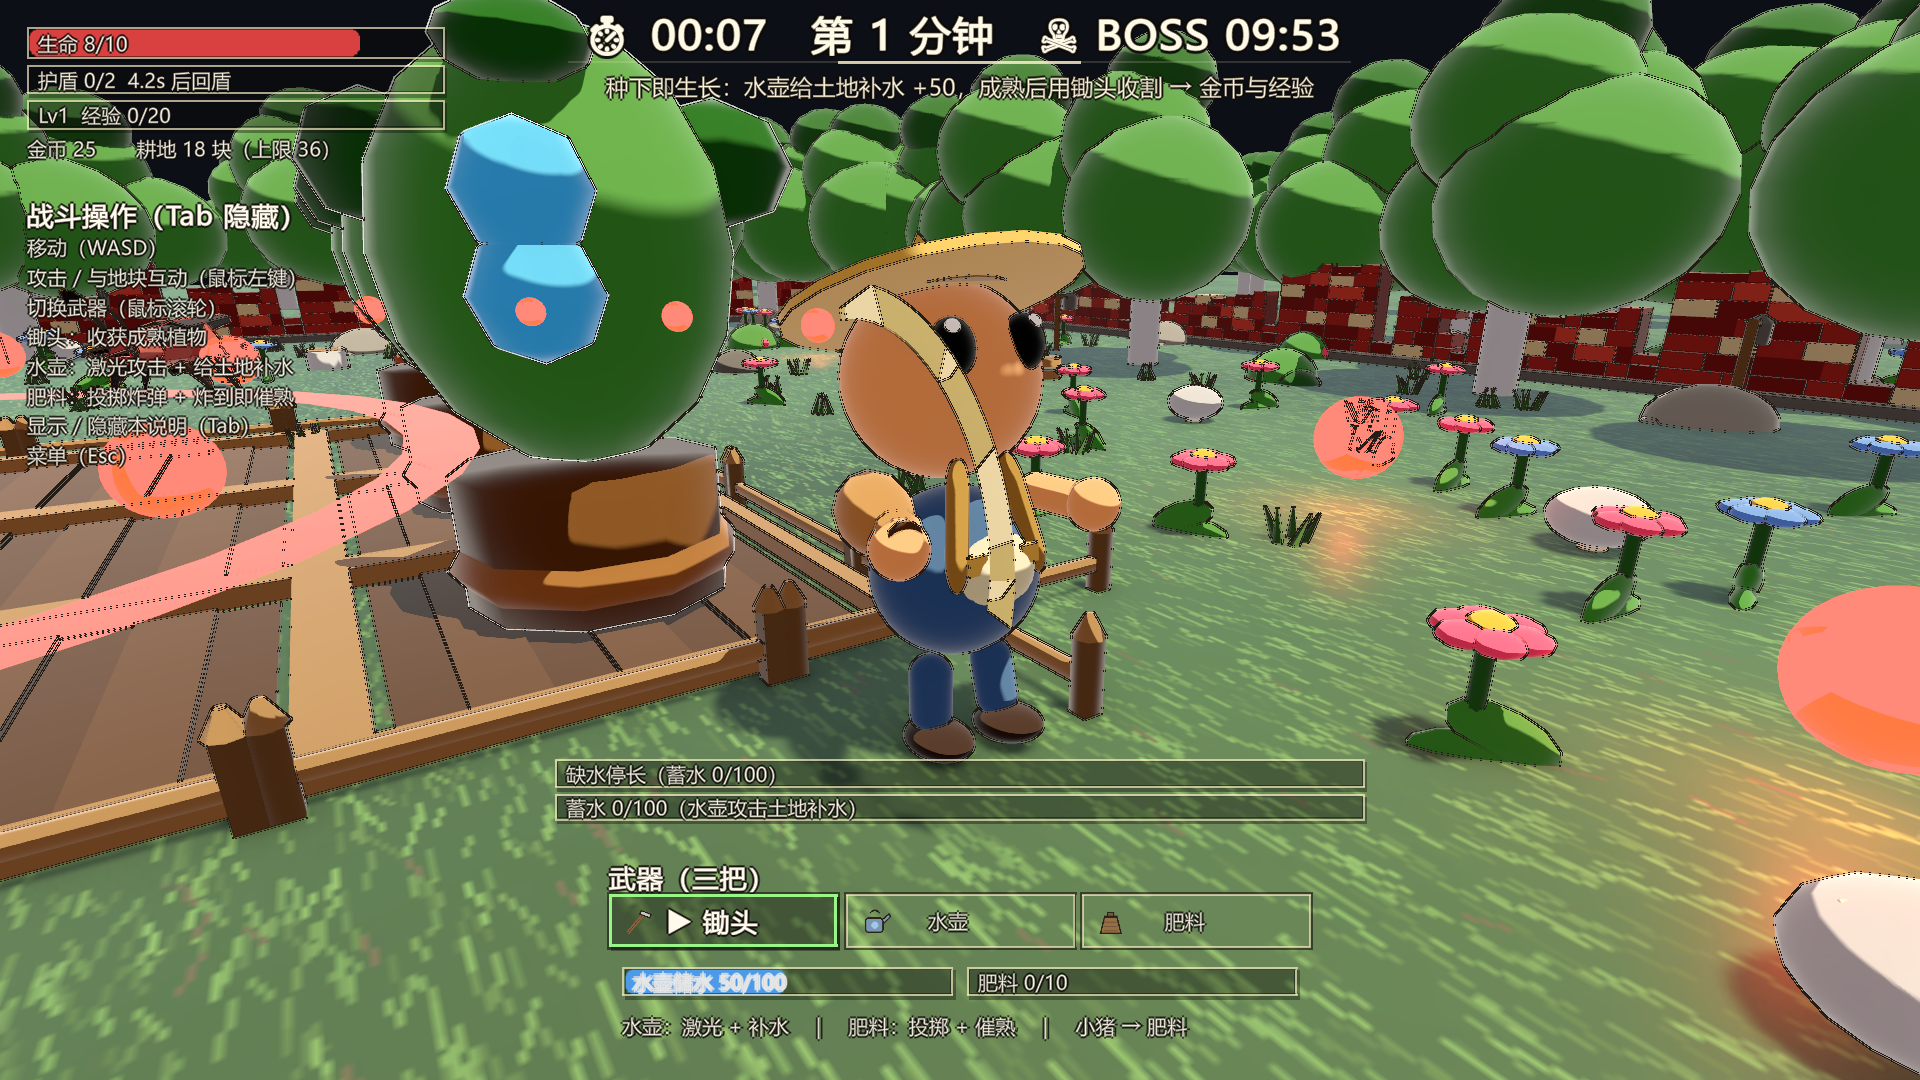 生命 8/10
护盾 0/2  4.2s 后回盾
Lv1  经验 0/20
金币 25  耕地 18 块（上限 36）
00:07  第 1 分钟  BOSS 09:53
种下即生长：水壶给土地补水 +50，成熟后用锄头收割 → 金币与经验
战斗操作（Tab 隐藏）
移动（WASD）
攻击 / 与地块互动（鼠标左键）
切换武器（鼠标滚轮）
锄头：收获成熟植物
水壶：激光攻击 + 给土地补水
肥料：投掷炸弹 + 炸到即催熟
显示 / 隐藏本说明（Tab）
菜单（Esc）
缺水停长（蓄水 0/100）
蓄水 0/100（水壶攻击土地补水）
武器（三把）
▶ 锄头
水壶
肥料
水壶储水 50/100
肥料 0/10
水壶：激光 + 补水  |  肥料：投掷 + 催熟  |  小猪 → 肥料